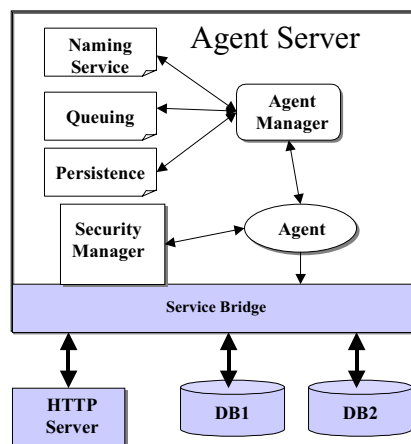 Agent Server
Naming
Service
Queuing
Persistence
Agent
Manager
Security
Manager
Agent
Service Bridge
HTTP
Server
DB1
DB2